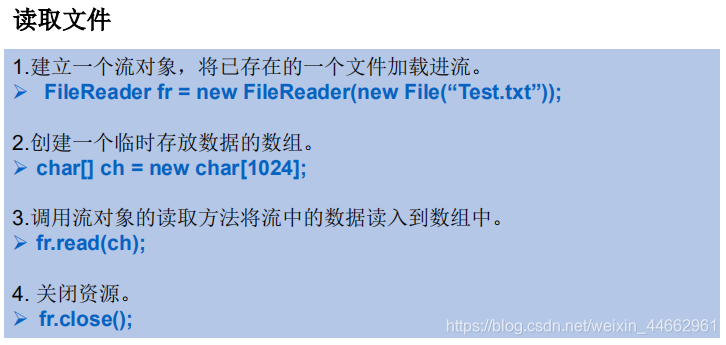 读取文件
1.建立一个流对象，将已存在的一个文件加载进流。
➢ FileReader fr = new FileReader(new File(“Test.txt”));
2.创建一个临时存放数据的数组。
➢ char[] ch = new char[1024];
3.调用流对象的读取方法将流中的数据读入到数组中。
➢ fr.read(ch);
4. 关闭资源。
➢ fr.close();
https://blog.csdn.net/weixin_44662961